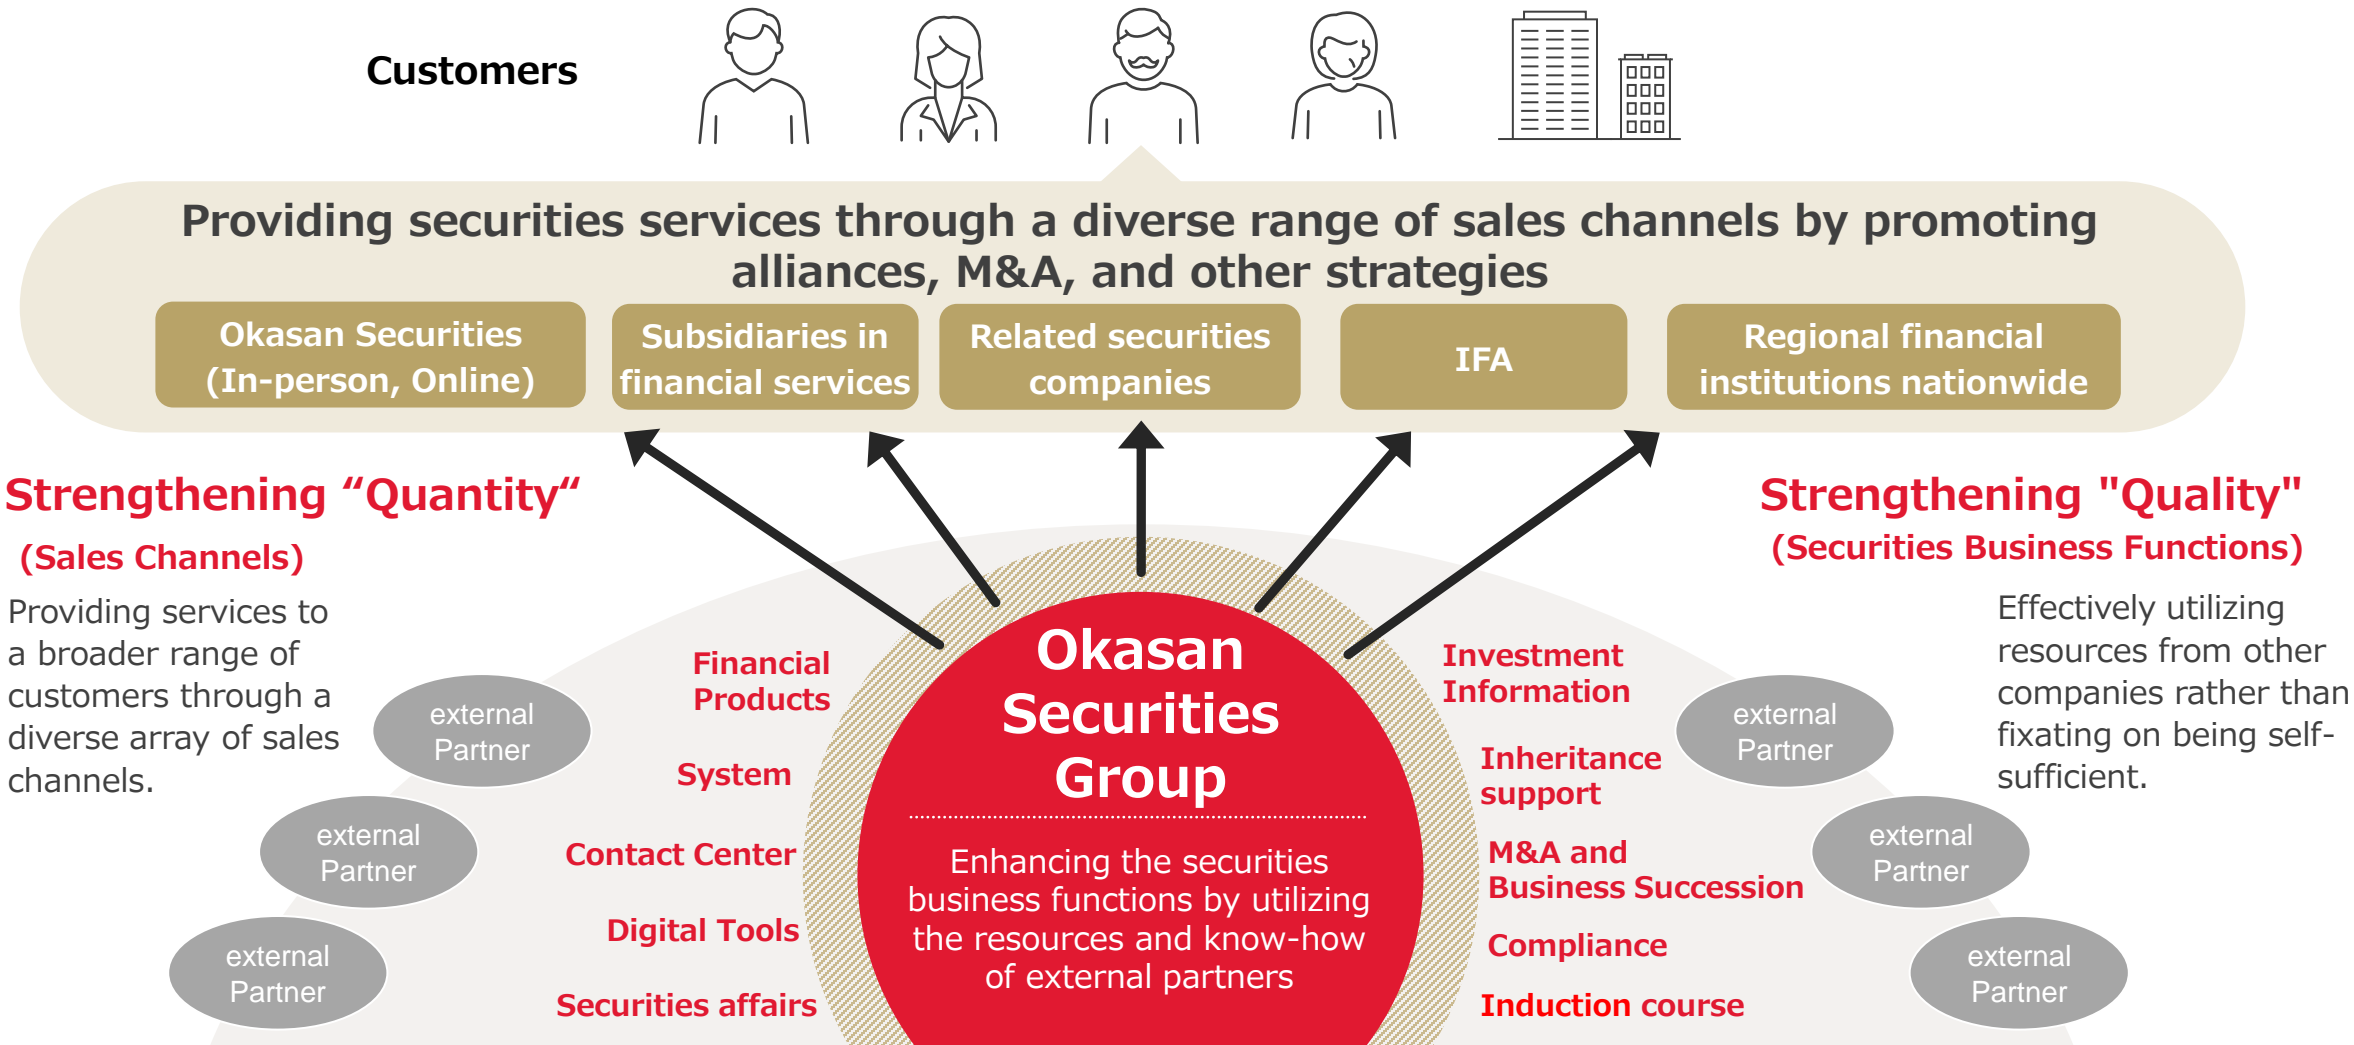 Customers
Providing securities services through a diverse range of sales channels by promoting
alliances, M&A, and other strategies
Okasan Securities
(In-person, Online)
Subsidiaries in
financial services
Related securities
companies
IFA
Regional financial
institutions nationwide
Strengthening “Quantity“
(Sales Channels)
Providing services to
a broader range of
customers through a
diverse array of sales
channels.
Strengthening "Quality"
(Securities Business Functions)
Effectively utilizing
resources from other
companies rather than
fixating on being self-
sufficient.
external
Partner
external
Partner
external
Partner
Financial
Products
System
Contact Center
Digital Tools
Securities affairs
Okasan
Securities
Group
Enhancing the securities
business functions by utilizing
the resources and know-how
of external partners
Investment
Information
Inheritance
support
M&A and
Business Succession
Compliance
Induction course
external
Partner
external
Partner
external
Partner